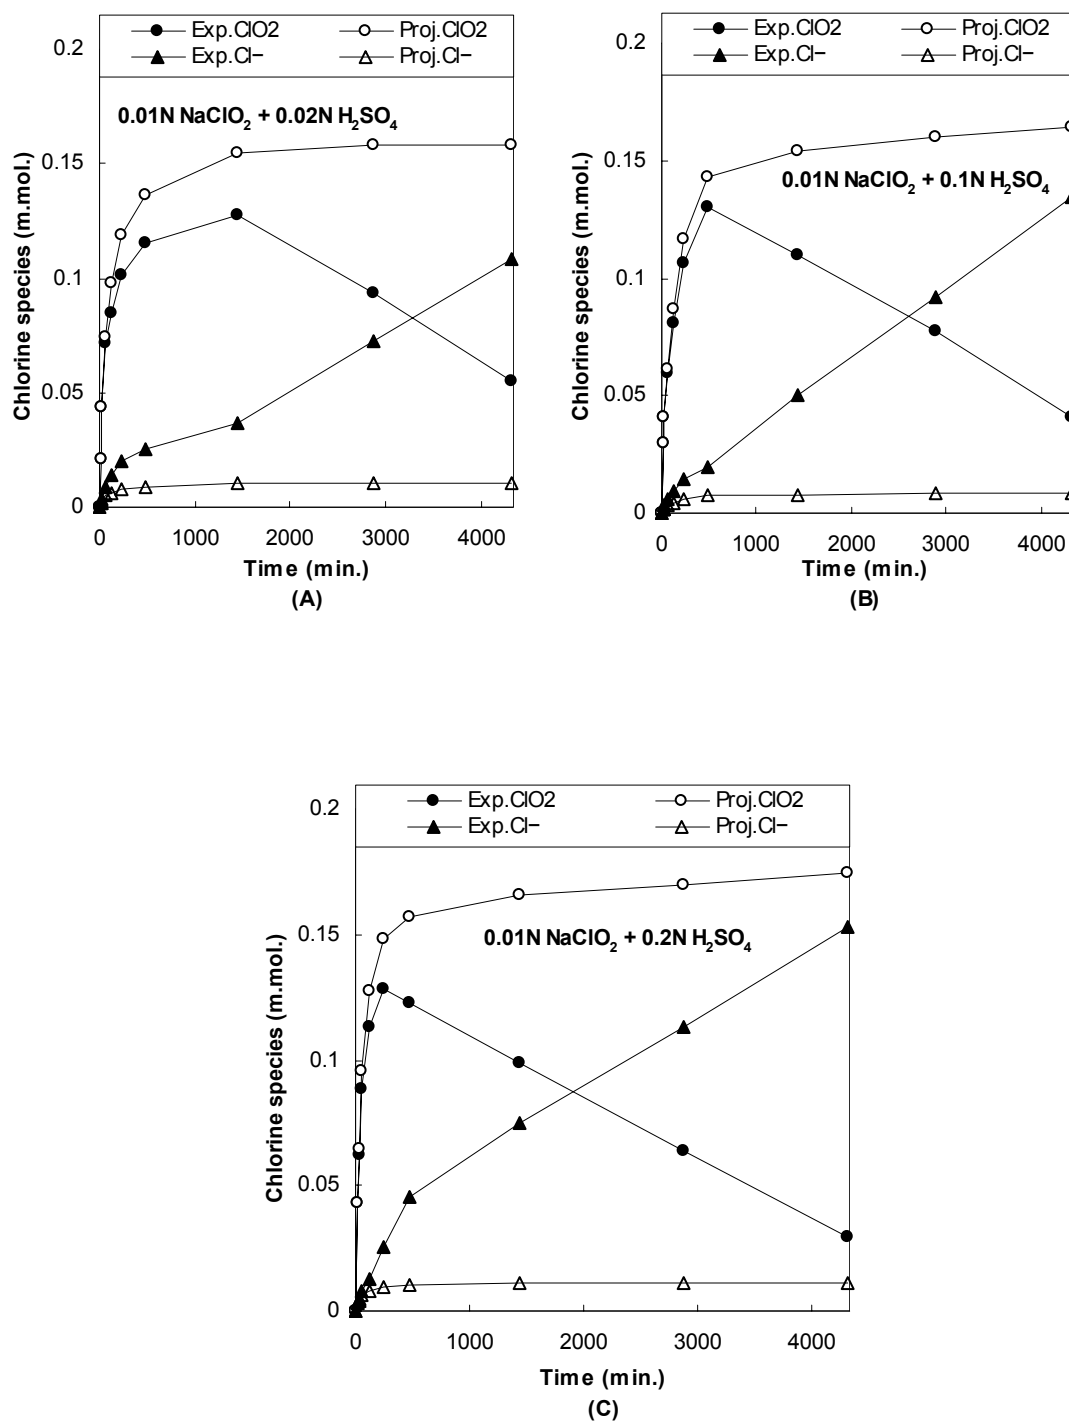 Exp.ClO2 Proj.ClO2
Exp.Cl− Proj.Cl−
0.01N NaClO₂ + 0.02N H₂SO₄
Chlorine species (m.mol.)
0.2
0.15
0.1
0.05
0
0 1000 2000 3000 4000
Time (min.)
(A)
Exp.ClO2 Proj.ClO2
Exp.Cl− Proj.Cl−
0.01N NaClO₂ + 0.1N H₂SO₄
Chlorine species (m.mol.)
0.2
0.15
0.1
0.05
0
0 1000 2000 3000 4000
Time (min.)
(B)
Exp.ClO2 Proj.ClO2
Exp.Cl− Proj.Cl−
0.01N NaClO₂ + 0.2N H₂SO₄
Chlorine species (m.mol.)
0.2
0.15
0.1
0.05
0
0 1000 2000 3000 4000
Time (min.)
(C)